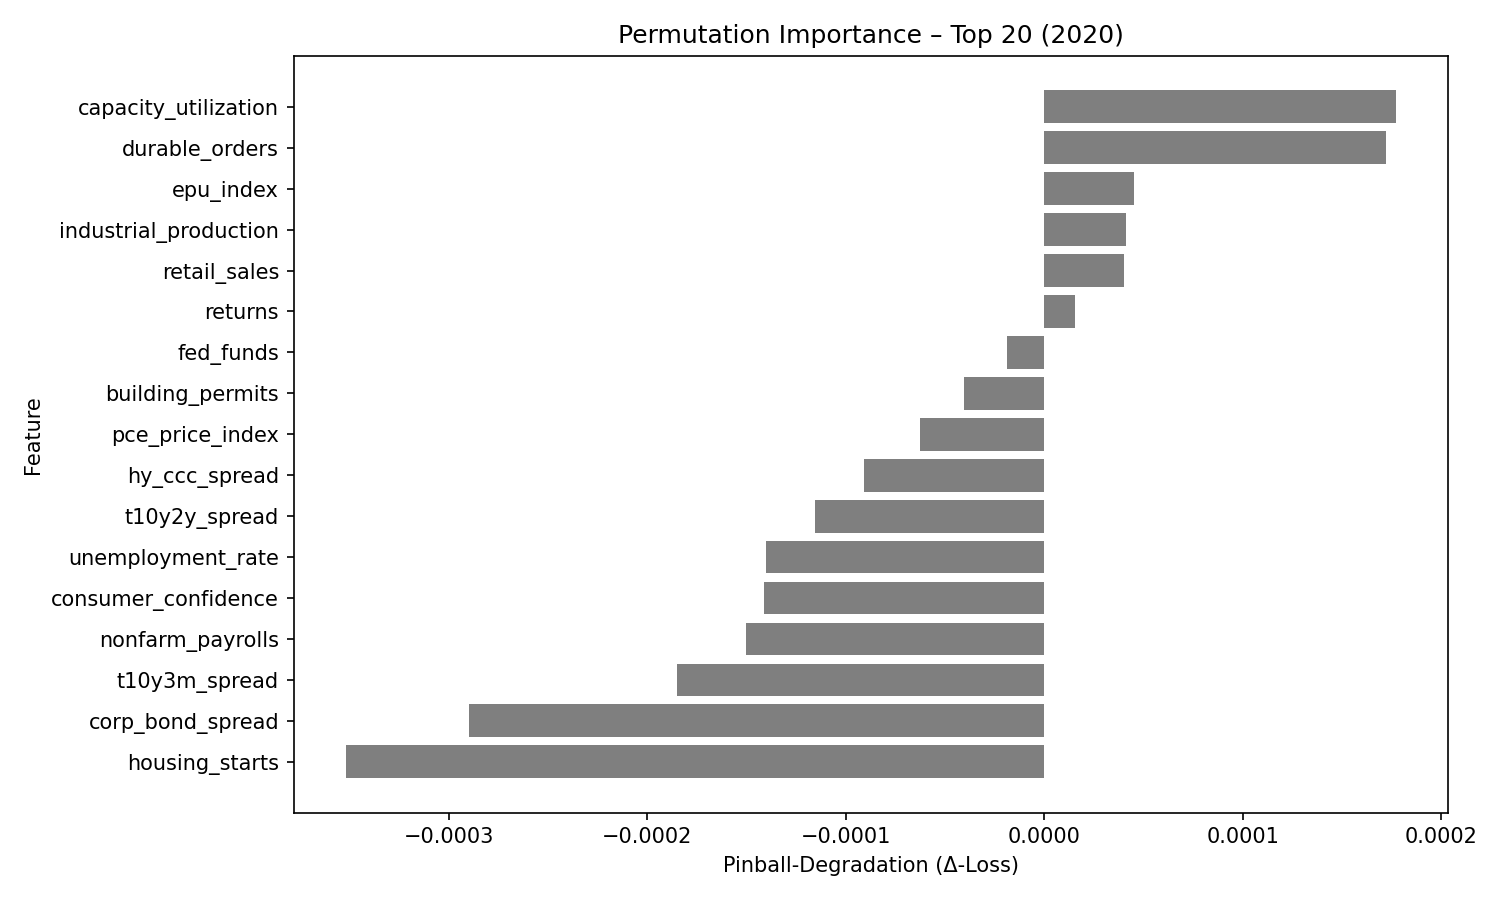 Permutation Importance – Top 20 (2020)
capacity_utilization
durable_orders
epu_index
industrial_production
retail_sales
returns
fed_funds
building_permits
pce_price_index
hy_ccc_spread
t10y2y_spread
unemployment_rate
consumer_confidence
nonfarm_payrolls
t10y3m_spread
corp_bond_spread
housing_starts
Feature
−0.0003 −0.0002 −0.0001 0.0000 0.0001 0.0002
Pinball-Degradation (Δ-Loss)